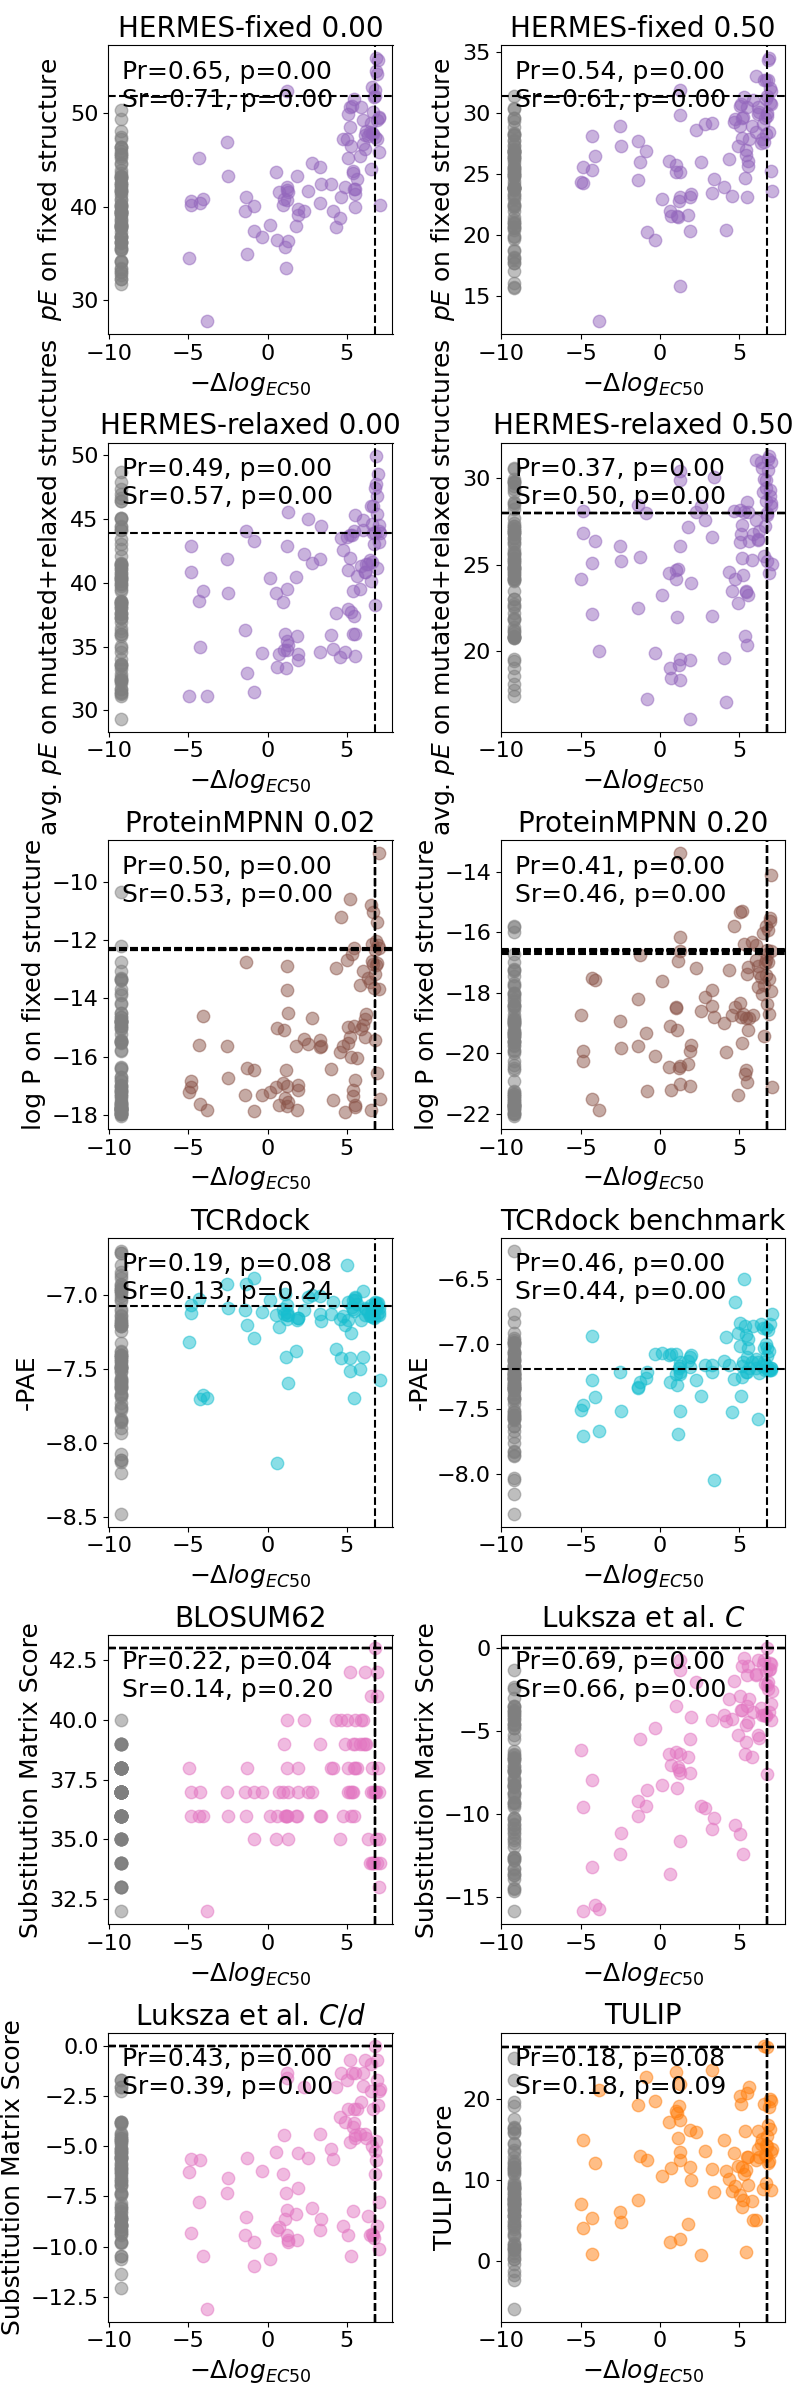 HERMES-fixed 0.00
HERMES-fixed 0.50
Pr=0.65, p=0.00
Sr=0.71, p=0.00
Pr=0.54, p=0.00
Sr=0.61, p=0.00
pE on fixed structure
pE on fixed structure
50
40
30
35
30
25
20
15
−10 −5 0 5
−10 −5 0 5
−Δlog_EC50
−Δlog_EC50
HERMES-relaxed 0.00
HERMES-relaxed 0.50
Pr=0.49, p=0.00
Sr=0.57, p=0.00
Pr=0.37, p=0.00
Sr=0.50, p=0.00
avg. pE on mutated+relaxed structures
avg. pE on mutated+relaxed structures
50
45
40
35
30
30
25
20
−10 −5 0 5
−10 −5 0 5
−Δlog_EC50
−Δlog_EC50
ProteinMPNN 0.02
ProteinMPNN 0.20
Pr=0.50, p=0.00
Sr=0.53, p=0.00
Pr=0.41, p=0.00
Sr=0.46, p=0.00
log P on fixed structure
log P on fixed structure
−10
−12
−14
−16
−18
−14
−16
−18
−20
−22
−10 −5 0 5
−10 −5 0 5
−Δlog_EC50
−Δlog_EC50
TCRdock
TCRdock benchmark
Pr=0.19, p=0.08
Sr=0.13, p=0.24
Pr=0.46, p=0.00
Sr=0.44, p=0.00
-PAE
-PAE
−7.0
−7.5
−8.0
−8.5
−6.5
−7.0
−7.5
−8.0
−10 −5 0 5
−10 −5 0 5
−Δlog_EC50
−Δlog_EC50
BLOSUM62
Luksza et al. C
Pr=0.22, p=0.04
Sr=0.14, p=0.20
Pr=0.69, p=0.00
Sr=0.66, p=0.00
Substitution Matrix Score
Substitution Matrix Score
42.5
40.0
37.5
35.0
32.5
0
−5
−10
−15
−10 −5 0 5
−10 −5 0 5
−Δlog_EC50
−Δlog_EC50
Luksza et al. C/d
TULIP
Pr=0.43, p=0.00
Sr=0.39, p=0.00
Pr=0.18, p=0.08
Sr=0.18, p=0.09
Substitution Matrix Score
TULIP score
0.0
−2.5
−5.0
−7.5
−10.0
−12.5
20
10
0
−10 −5 0 5
−10 −5 0 5
−Δlog_EC50
−Δlog_EC50